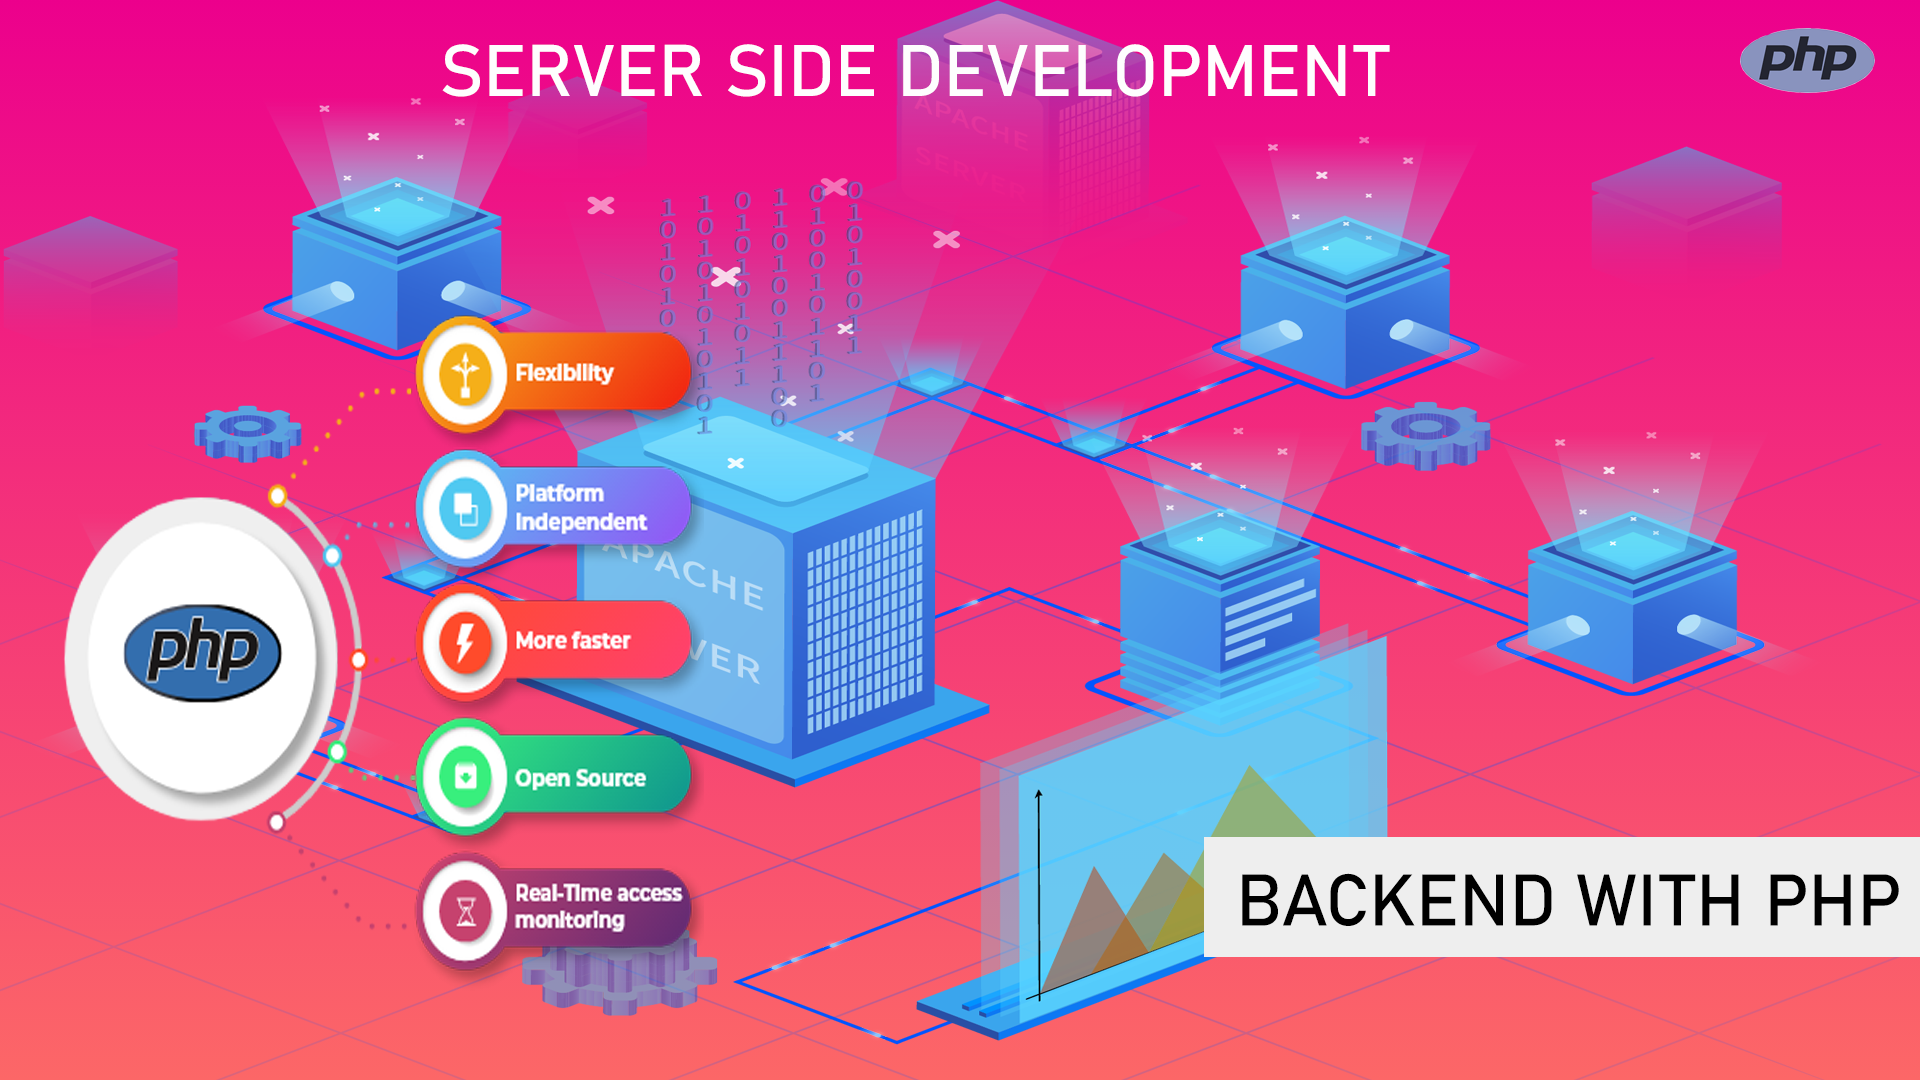 SERVER SIDE DEVELOPMENT
php
APACHE
SERVER
Flexibility
Platform
Independent
APACHE
VER
More faster
php
Open Source
Real-Time access
monitoring
BACKEND WITH PHP